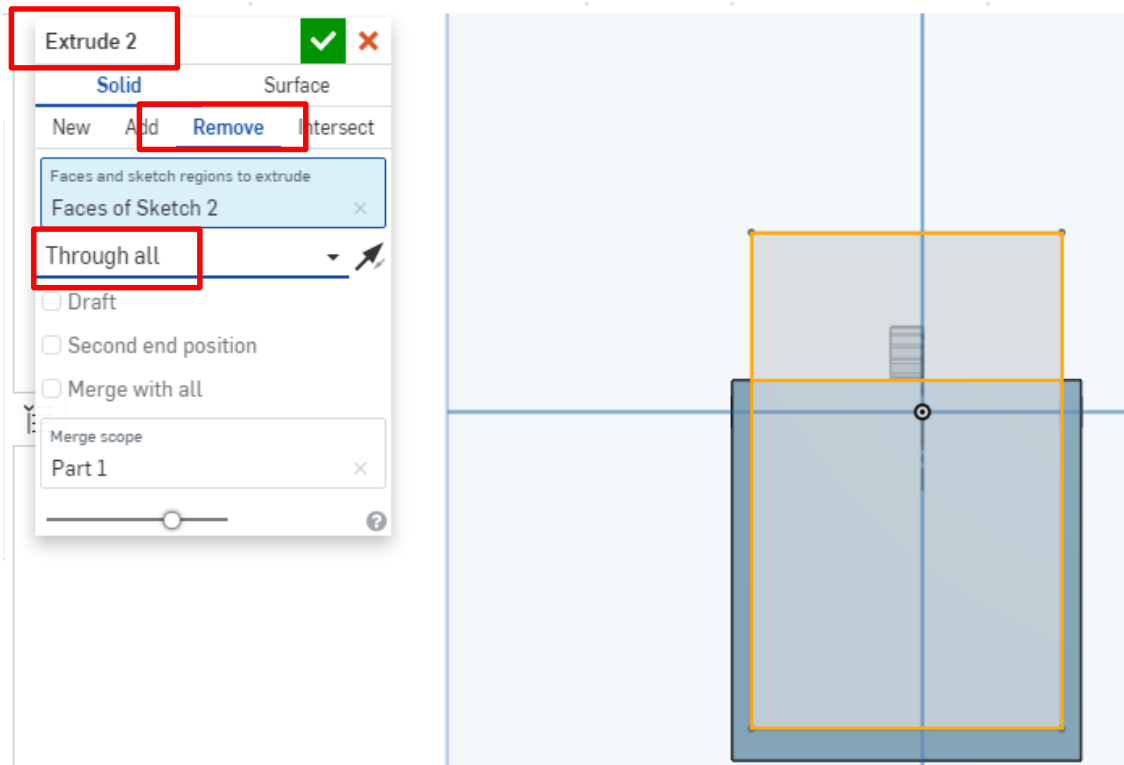 Extrude 2
Solid Surface
New Add Remove Intersect
Faces and sketch regions to extrude
Faces of Sketch 2
Through all
Draft
Second end position
Merge with all
Merge scope
Part 1
?